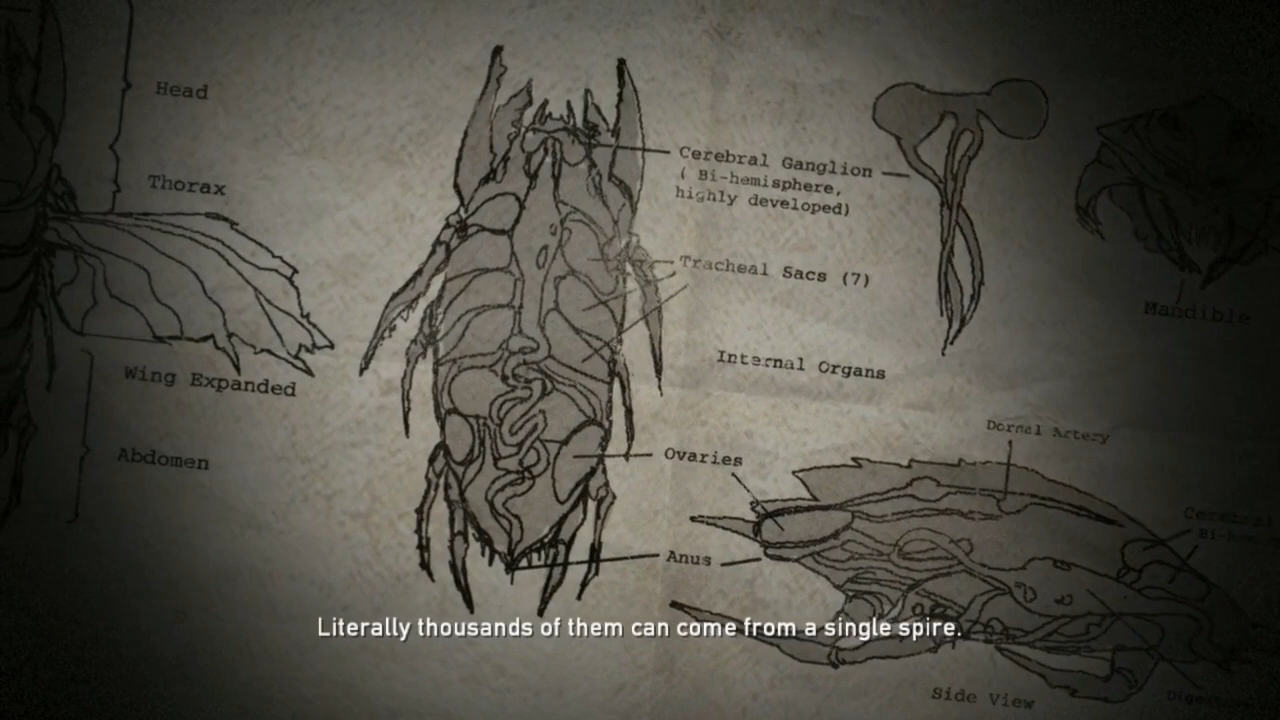 Head
Thorax
Wing Expanded
Abdomen
Cerebral Ganglion
( Bi-hemisphere,
highly developed)
Tracheal Sacs (7)
Internal Organs
Mandible
Ovaries
Anus
Dorsal Artery
Side View
Literally thousands of them can come from a single spire.